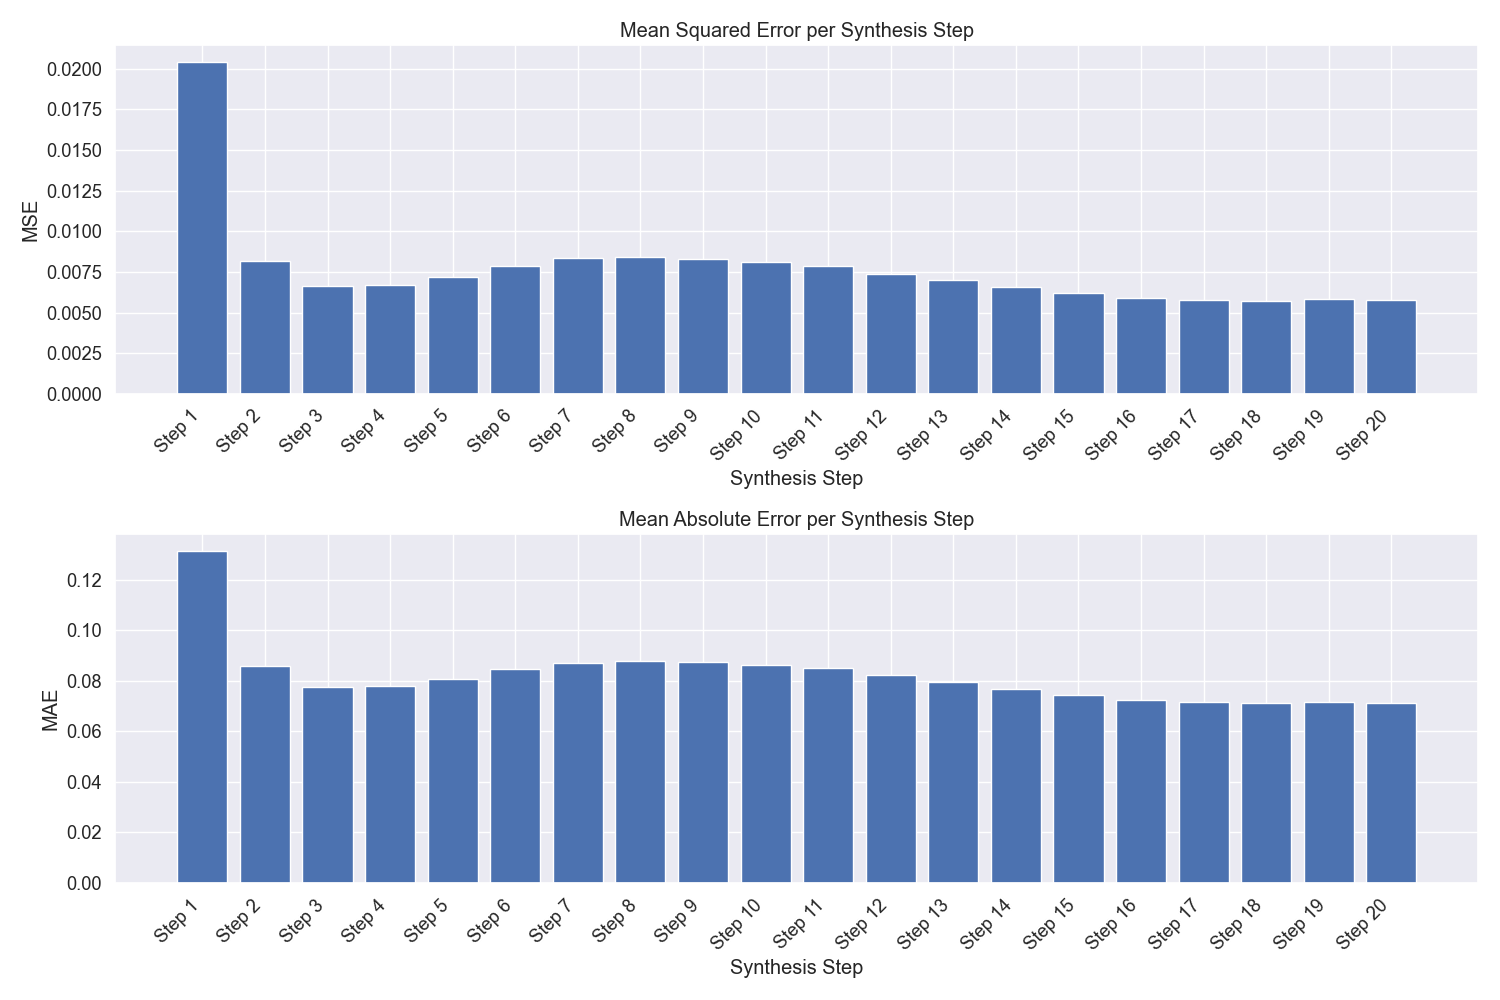 Mean Squared Error per Synthesis Step
0.0200
0.0175
0.0150
0.0125
0.0100
0.0075
0.0050
0.0025
0.0000
MSE
Step 1
Step 2
Step 3
Step 4
Step 5
Step 6
Step 7
Step 8
Step 9
Step 10
Step 11
Step 12
Step 13
Step 14
Step 15
Step 16
Step 17
Step 18
Step 19
Step 20
Synthesis Step
Mean Absolute Error per Synthesis Step
0.12
0.10
0.08
0.06
0.04
0.02
0.00
MAE
Step 1
Step 2
Step 3
Step 4
Step 5
Step 6
Step 7
Step 8
Step 9
Step 10
Step 11
Step 12
Step 13
Step 14
Step 15
Step 16
Step 17
Step 18
Step 19
Step 20
Synthesis Step